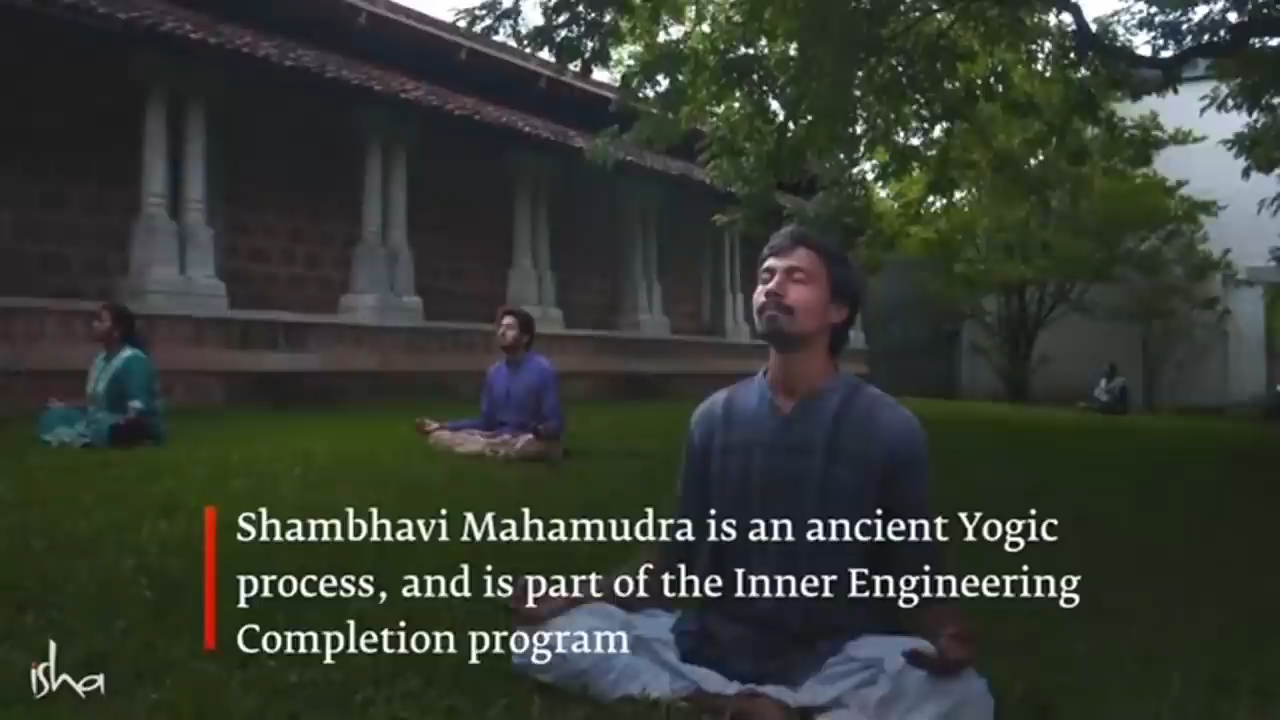 Shambhavi Mahamudra is an ancient Yogic
process, and is part of the Inner Engineering
Completion program
isha